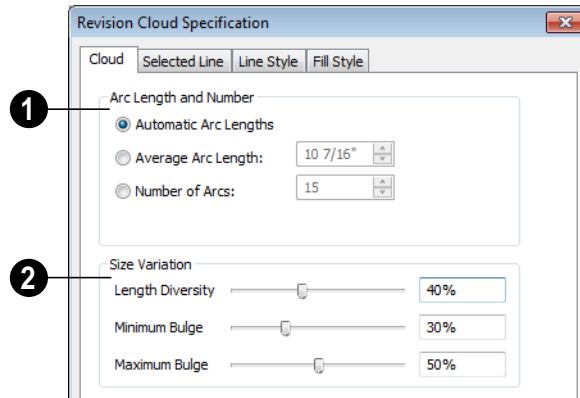 Revision Cloud Specification
Cloud Selected Line Line Style Fill Style
1 Arc Length and Number
Automatic Arc Lengths
Average Arc Length: 10 7/16"
Number of Arcs: 15
2 Size Variation
Length Diversity 40%
Minimum Bulge 30%
Maximum Bulge 50%